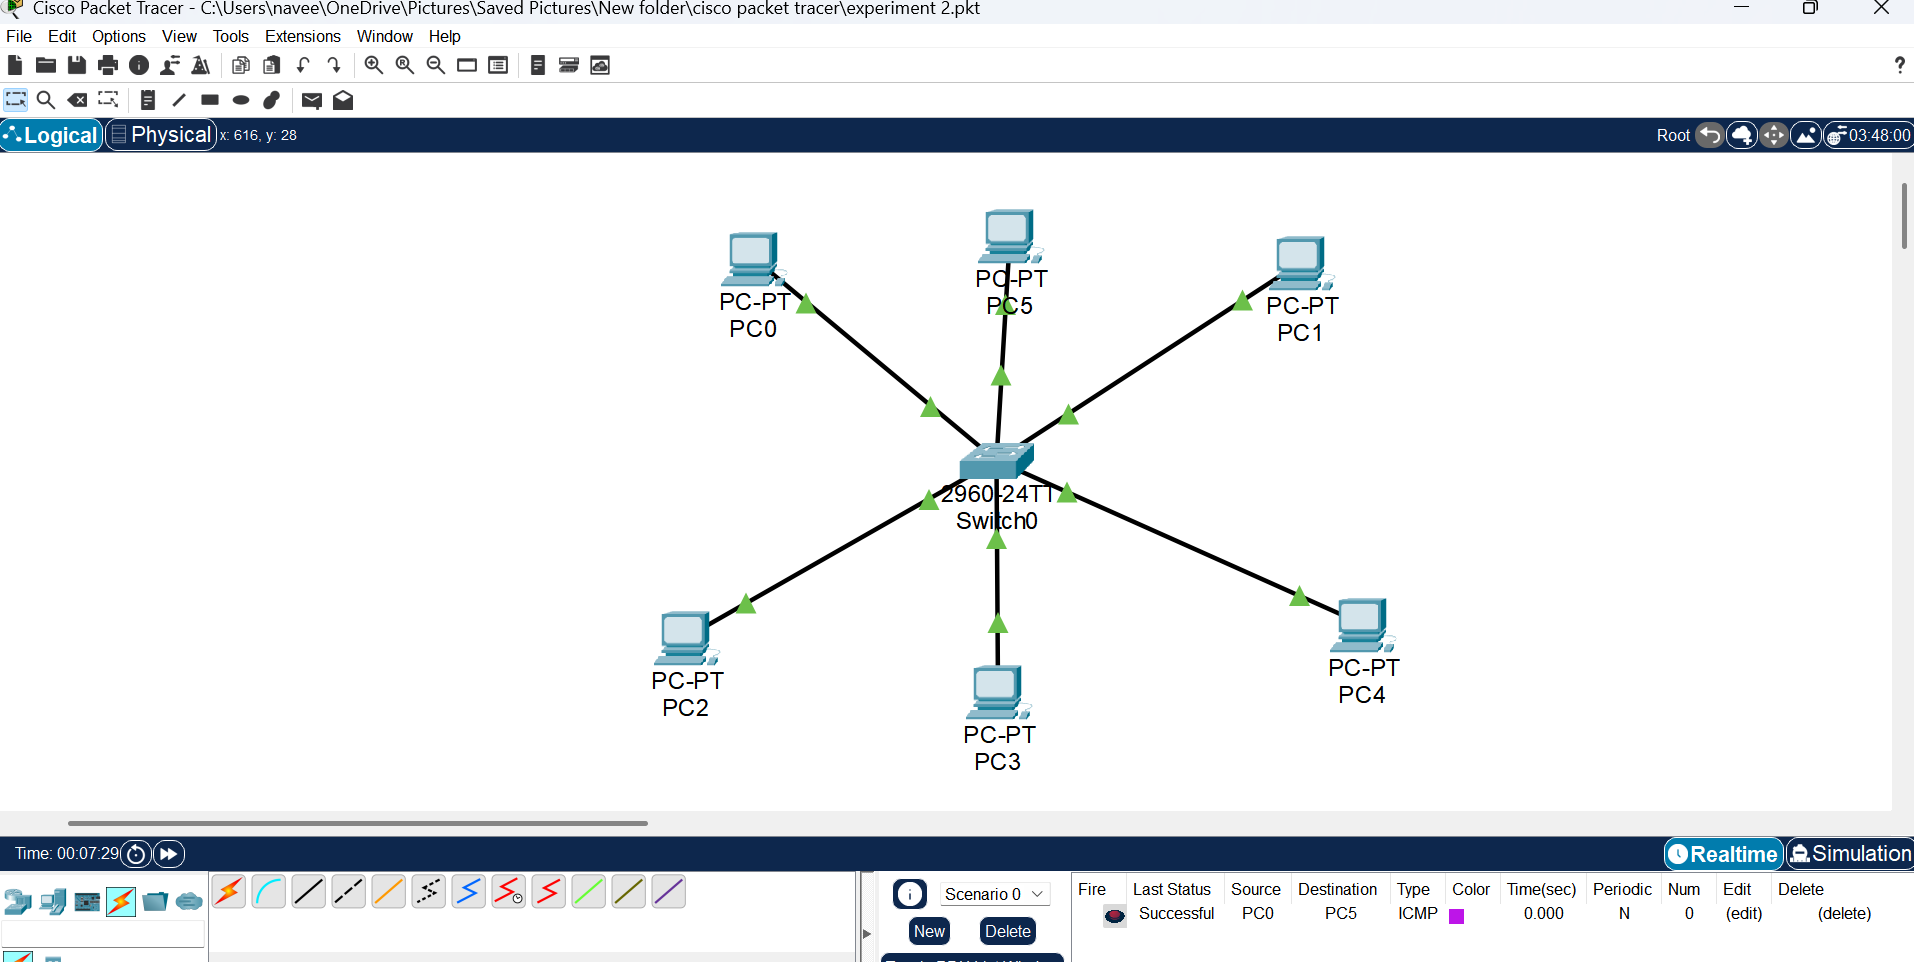 Cisco Packet Tracer - C:\Users\navee\OneDrive\Pictures\Saved Pictures\New folder\cisco packet tracer\experiment 2.pkt
File Edit Options View Tools Extensions Window Help
?
Logical Physical x: 616, y: 28 Root 03:48:00
PC-PT
PC0
PC-PT
PC5
PC-PT
PC1
2960-24TT
Switch0
PC-PT
PC2
PC-PT
PC3
PC-PT
PC4
Time: 00:07:29 Realtime Simulation
Scenario 0
New Delete
Fire Last Status Source Destination Type Color Time(sec) Periodic Num Edit Delete
Successful PC0 PC5 ICMP 0.000 N 0 (edit) (delete)